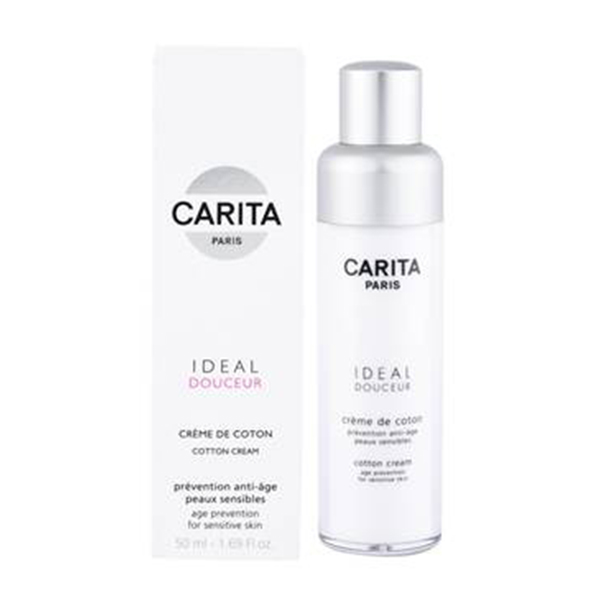 CARITA
PARIS
IDEAL
DOUCEUR
CRÈME DE COTON
COTTON CREAM
prévention anti-âge
peaux sensibles
age prevention
for sensitive skin
50 ml - 1.69 fl.oz.
CARITA
PARIS
IDEAL
DOUCEUR
crème de coton
prévention anti-âge
peaux sensibles
cotton cream
age prevention
for sensitive skin